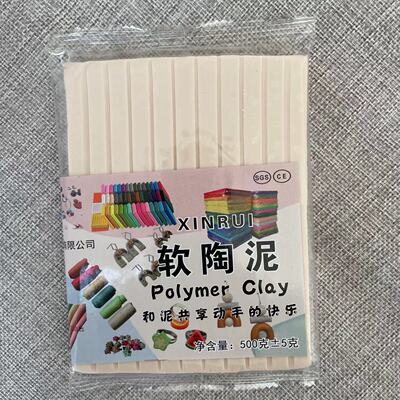 SGS CE
XINRUI
限公司
软陶泥
Polymer Clay
和泥共享动手的快乐
净含量：500克±5克